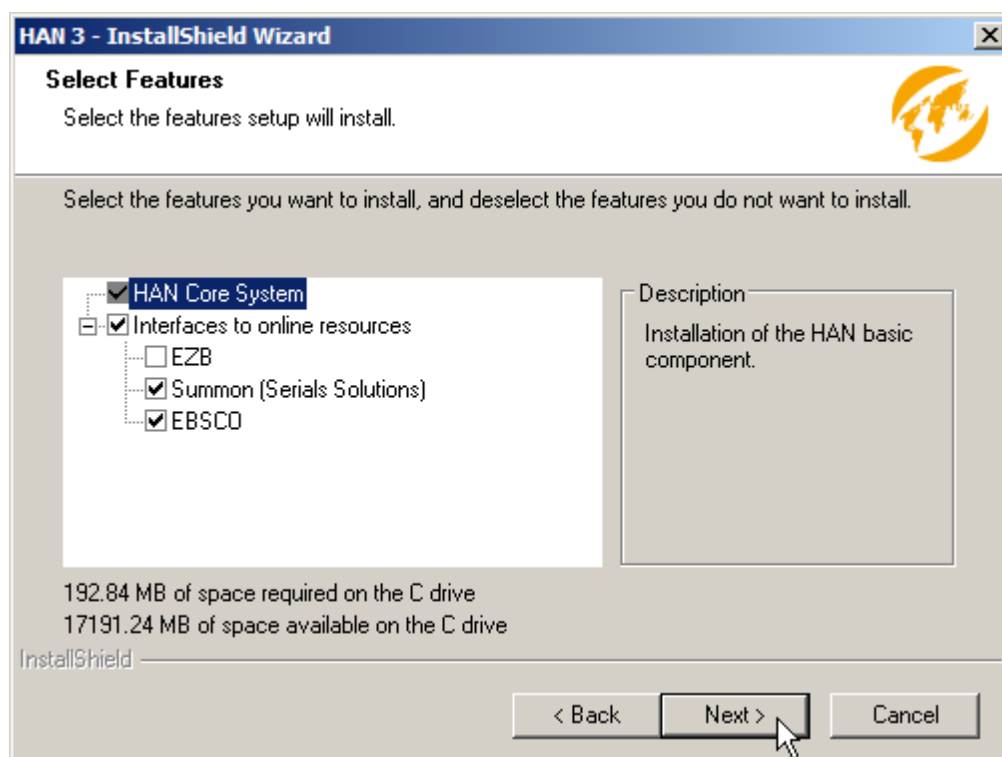 HAN 3 - InstallShield Wizard
Select Features
Select the features setup will install.
Select the features you want to install, and deselect the features you do not want to install.
HAN Core System
Interfaces to online resources
EZB
Summon (Serials Solutions)
EBSCO
Description
Installation of the HAN basic
component.
192.84 MB of space required on the C drive
17191.24 MB of space available on the C drive
InstallShield
< Back
Next >
Cancel